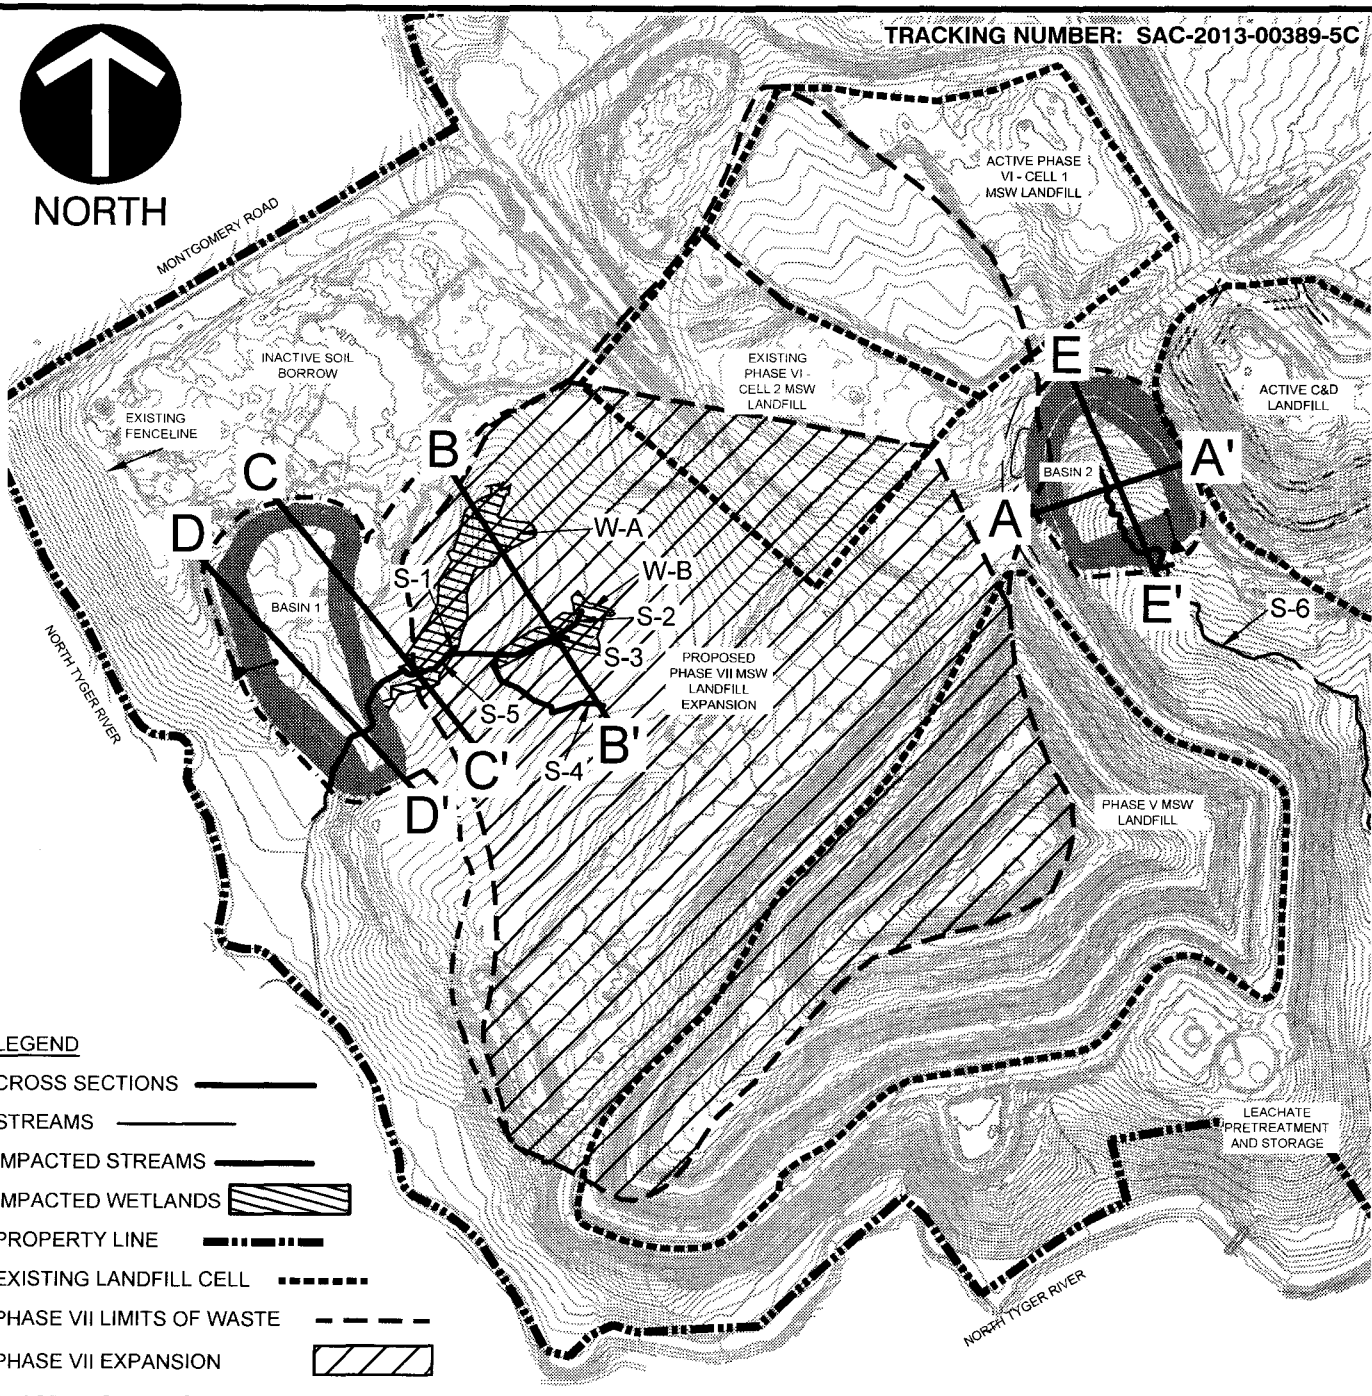 TRACKING NUMBER: SAC-2013-00389-5C
NORTH
MONTGOMERY ROAD
ACTIVE PHASE
VI - CELL 1
MSW LANDFILL
INACTIVE SOIL
BORROW
EXISTING
PHASE VI -
CELL 2 MSW
LANDFILL
E
ACTIVE C&D
LANDFILL
EXISTING
FENCELINE
B
C
BASIN 2
A'
D
A
W-A
S-1
W-B
BASIN 1
E'
S-6
S-2
S-3
NORTH TYGER RIVER
PROPOSED
PHASE VII MSW
LANDFILL
EXPANSION
S-5
B'
S-4
C'
D'
PHASE V MSW
LANDFILL
LEGEND
CROSS SECTIONS
STREAMS
IMPACTED STREAMS
IMPACTED WETLANDS
PROPERTY LINE
EXISTING LANDFILL CELL
PHASE VII LIMITS OF WASTE
PHASE VII EXPANSION
LEACHATE
PRETREATMENT
AND STORAGE
NORTH TYGER RIVER